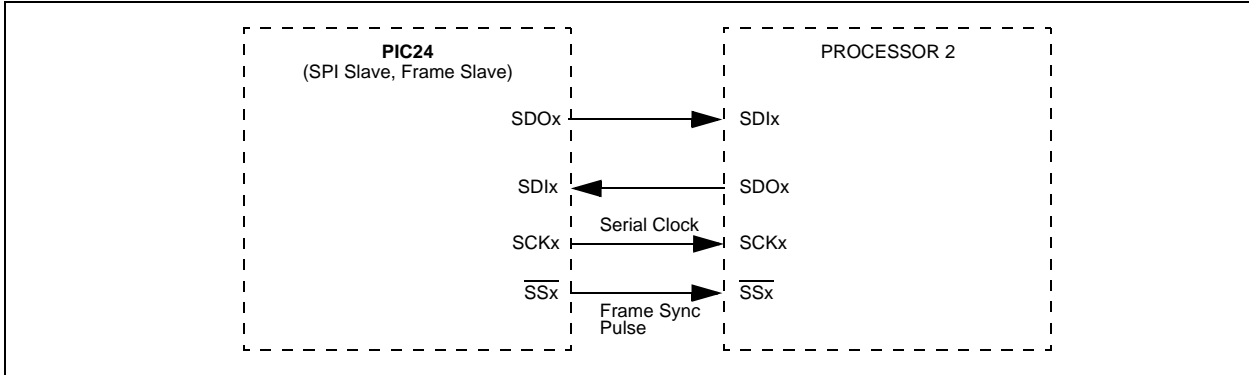 PIC24
(SPI Slave, Frame Slave)
PROCESSOR 2
SDOx
SDIx
SDIx
SDOx
Serial Clock
SCKx
SCKx
SSx
SSx
Frame Sync
Pulse